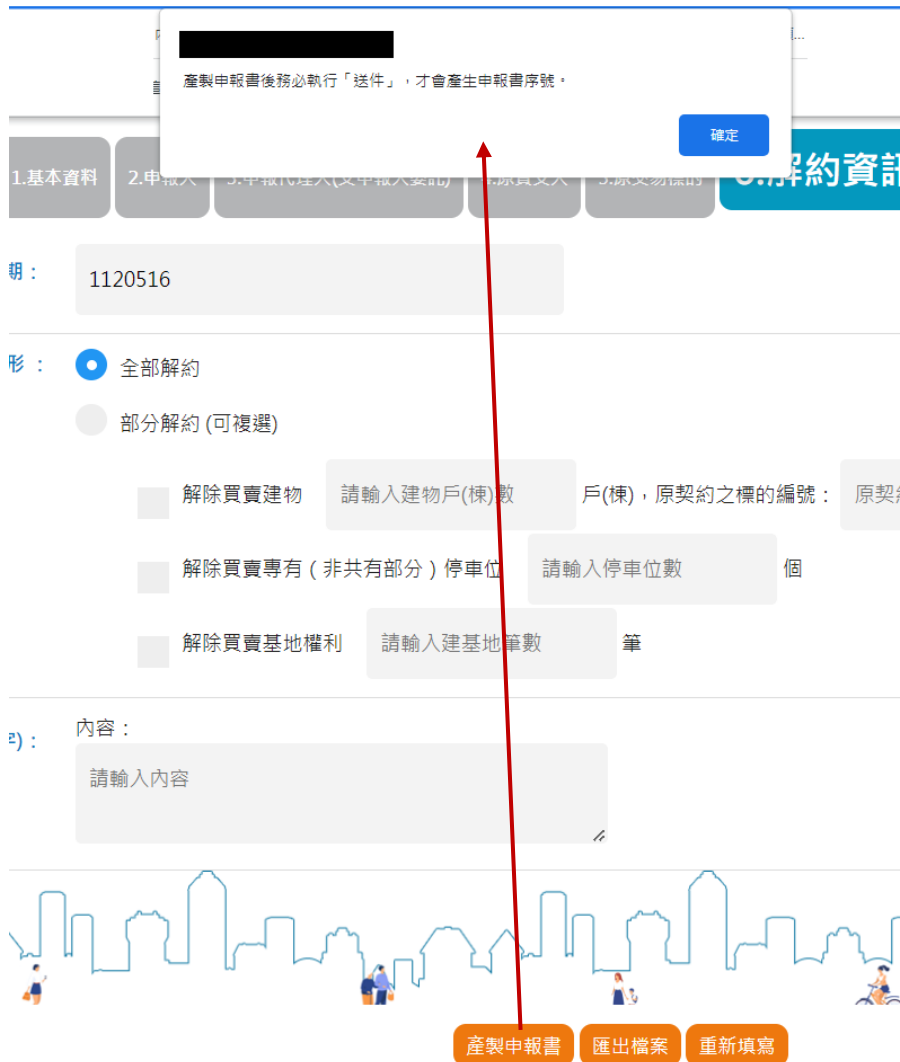 產製申報書後務必執行「送件」，才會產生申報書序號。
確定
1.基本資料
期：
1120516
形 ：
全部解約
部分解約 (可複選)
解除買賣建物 請輸入建物戶(棟)數 戶(棟)，原契約之標的編號： 原契
解除買賣專有 ( 非共有部分 ) 停車位 請輸入停車位數 個
解除買賣基地權利 請輸入建基地筆數 筆
內容：
請輸入內容
產製申報書 匯出檔案 重新填寫